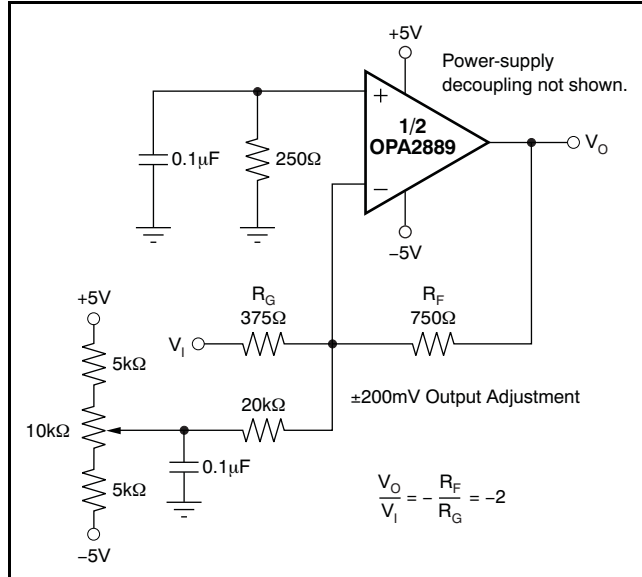 +5V
Power-supply
decoupling not shown.
+
1/2
OPA2889
−
0.1μF
250Ω
V_O
−5V
R_G
375Ω
R_F
750Ω
+5V
V_I
5kΩ
±200mV Output Adjustment
20kΩ
10kΩ
0.1μF
5kΩ
V_O/V_I = − R_F/R_G = −2
−5V